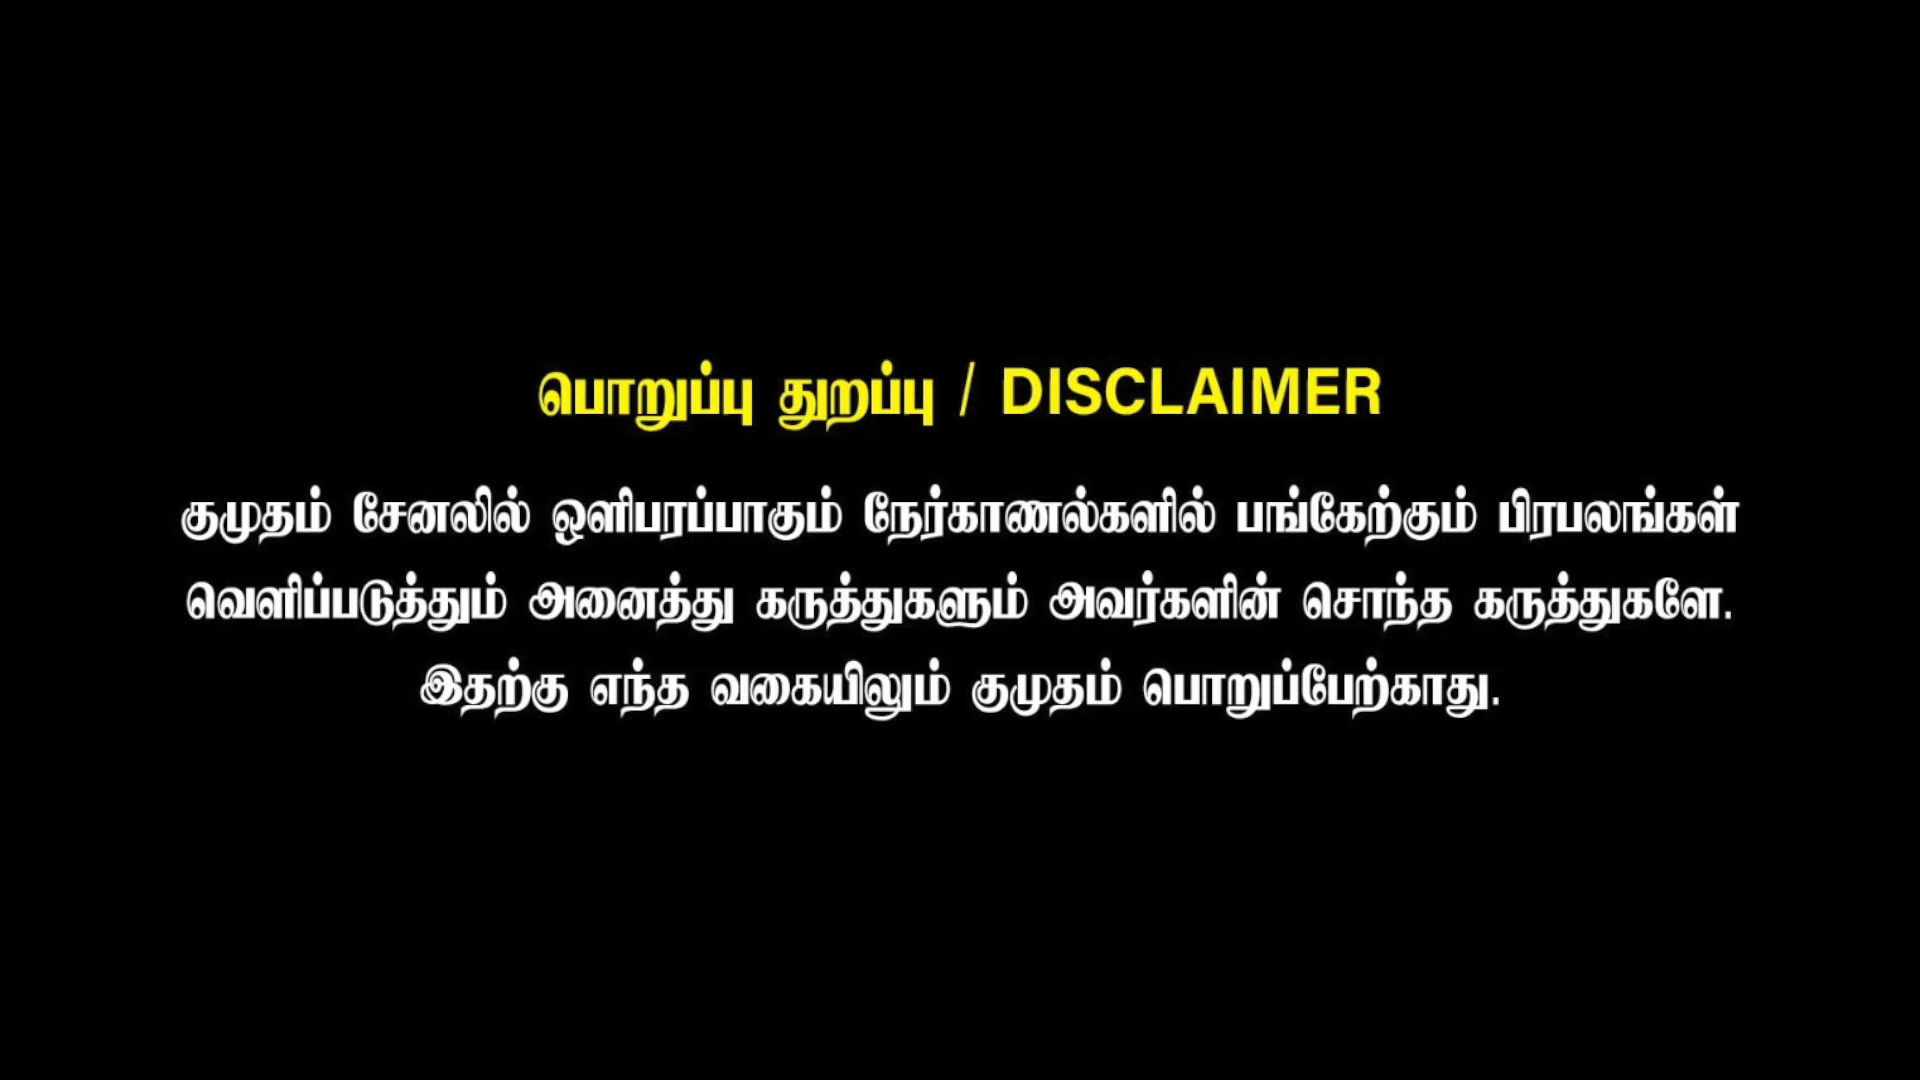 பொறுப்பு துறப்பு / DISCLAIMER
குமுதம் சேனலில் ஒளிபரப்பாகும் நேர்காணல்களில் பங்கேற்கும் பிரபலங்கள்
வெளிப்படுத்தும் அனைத்து கருத்துகளும் அவர்களின் சொந்த கருத்துகளே.
இதற்கு எந்த வகையிலும் குமுதம் பொறுப்பேற்காது.